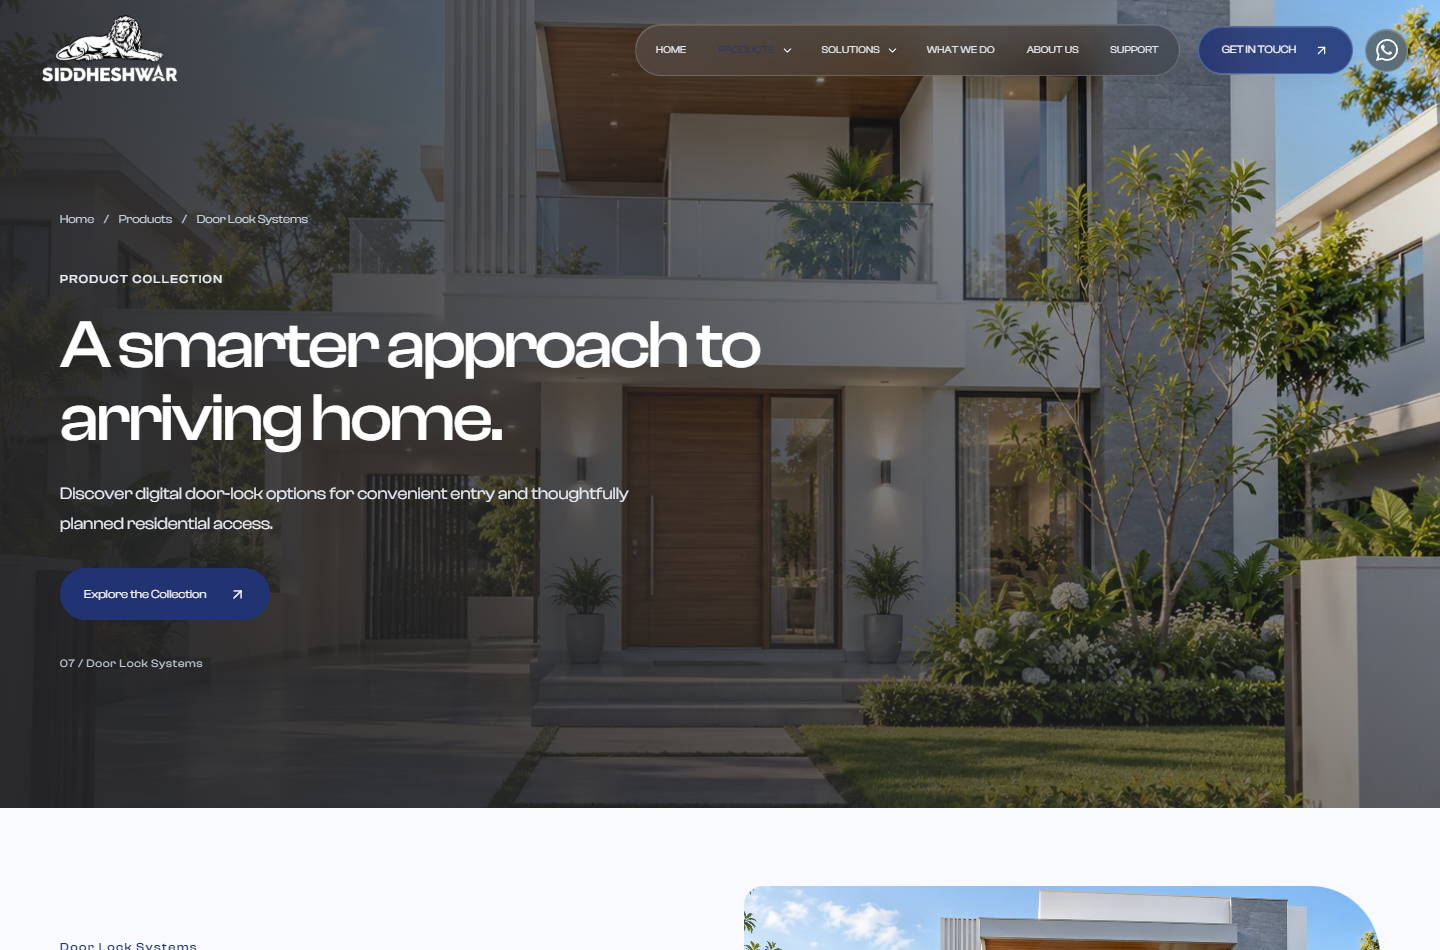 SIDDHESHWAR
HOME PRODUCTS SOLUTIONS WHAT WE DO ABOUT US SUPPORT GET IN TOUCH
Home / Products / Door Lock Systems
PRODUCT COLLECTION
A smarter approach to
arriving home.
Discover digital door-lock options for convenient entry and thoughtfully
planned residential access.
Explore the Collection
07 / Door Lock Systems
Door Lock Systems